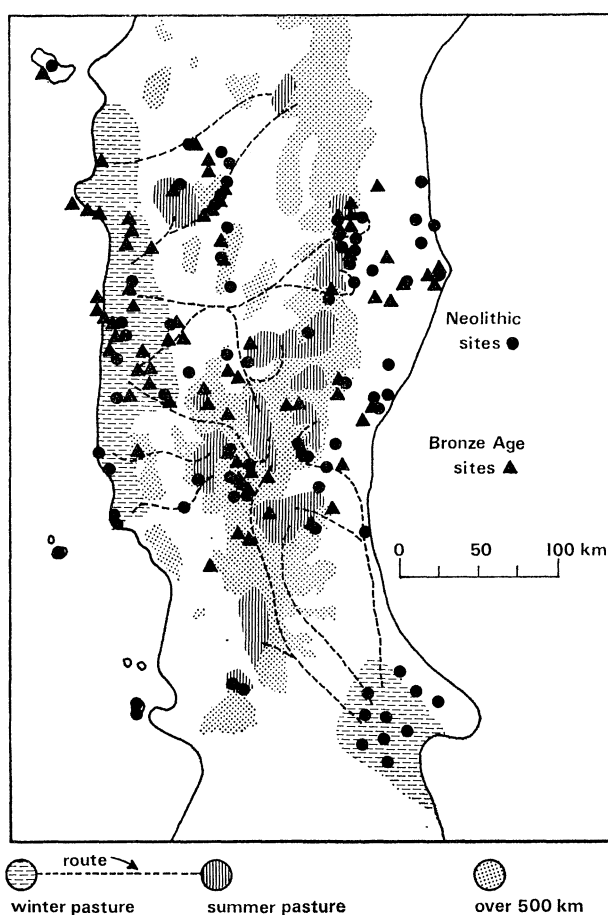 Neolithic
sites
Bronze Age
sites
0 50 100 km
route
winter pasture
summer pasture
over 500 km